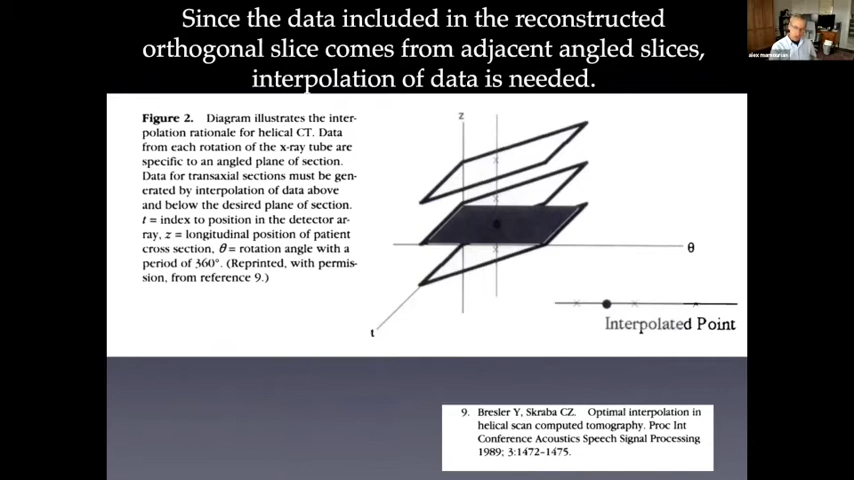 Since the data included in the reconstructed
orthogonal slice comes from adjacent angled slices,
interpolation of data is needed.
Figure 2. Diagram illustrates the inter-
polation rationale for helical CT. Data
from each rotation of the x-ray tube are
specific to an angled plane of section.
Data for transaxial sections must be gen-
erated by interpolation of data above
and below the desired plane of section.
t = index to position in the detector ar-
ray, z = longitudinal position of patient
cross section, θ = rotation angle with a
period of 360°. (Reprinted, with permis-
sion, from reference 9.)
z
θ
t
Interpolated Point
9. Bresler Y, Skraba CZ. Optimal interpolation in
helical scan computed tomography. Proc Int
Conference Acoustics Speech Signal Processing
1989; 3:1472–1475.